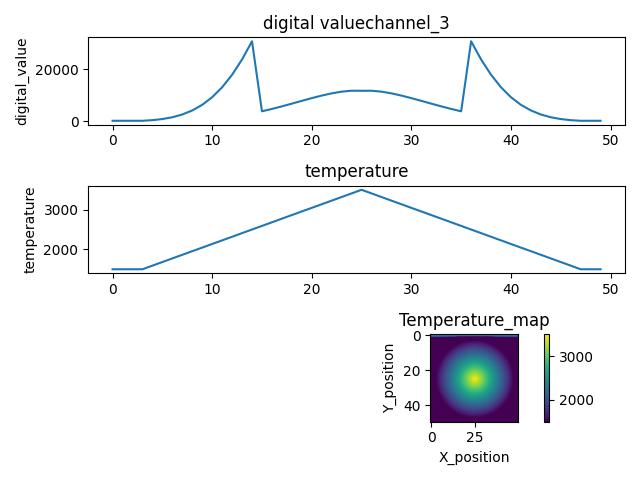 digital valuechannel_3
digital_value
20000
0
0 10 20 30 40 50
temperature
temperature
3000
2000
0 10 20 30 40 50
Temperature_map
Y_position
0
20
40
0 25
X_position
3000
2000